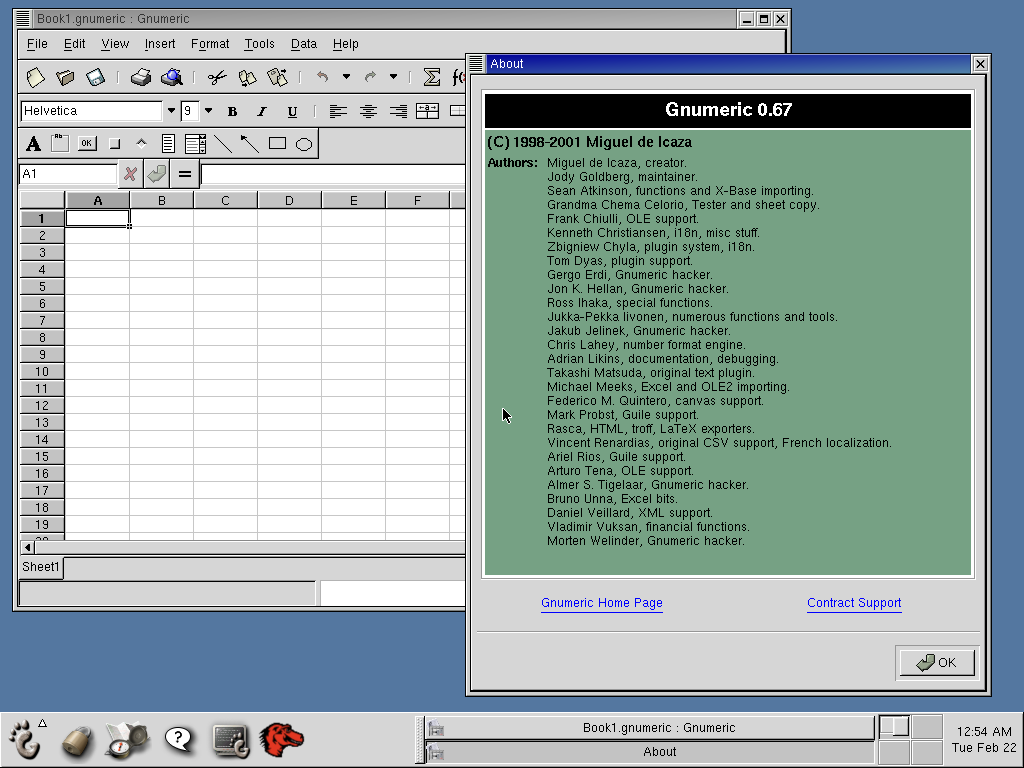 Book1.gnumeric : Gnumeric
File Edit View Insert Format Tools Data Help
Helvetica 9 B I U
A OK
A1
A B C D E F
1
2
3
4
5
6
7
8
9
10
11
12
13
14
15
16
17
18
19
Sheet1
About
Gnumeric 0.67
(C) 1998-2001 Miguel de Icaza
Authors: Miguel de Icaza, creator.
Jody Goldberg, maintainer.
Sean Atkinson, functions and X-Base importing.
Grandma Chema Celorio, Tester and sheet copy.
Frank Chiulli, OLE support.
Kenneth Christiansen, i18n, misc stuff.
Zbigniew Chyla, plugin system, i18n.
Tom Dyas, plugin support.
Gergo Erdi, Gnumeric hacker.
Jon K. Hellan, Gnumeric hacker.
Ross Ihaka, special functions.
Jukka-Pekka Iivonen, numerous functions and tools.
Jakub Jelinek, Gnumeric hacker.
Chris Lahey, number format engine.
Adrian Likins, documentation, debugging.
Takashi Matsuda, original text plugin.
Michael Meeks, Excel and OLE2 importing.
Federico M. Quintero, canvas support.
Mark Probst, Guile support.
Rasca, HTML, troff, LaTeX exporters.
Vincent Renardias, original CSV support, French localization.
Ariel Rios, Guile support.
Arturo Tena, OLE support.
Almer S. Tigelaar, Gnumeric hacker.
Bruno Unna, Excel bits.
Daniel Veillard, XML support.
Vladimir Vuksan, financial functions.
Morten Welinder, Gnumeric hacker.
Gnumeric Home Page Contract Support
OK
Book1.gnumeric : Gnumeric
About
12:54 AM
Tue Feb 22